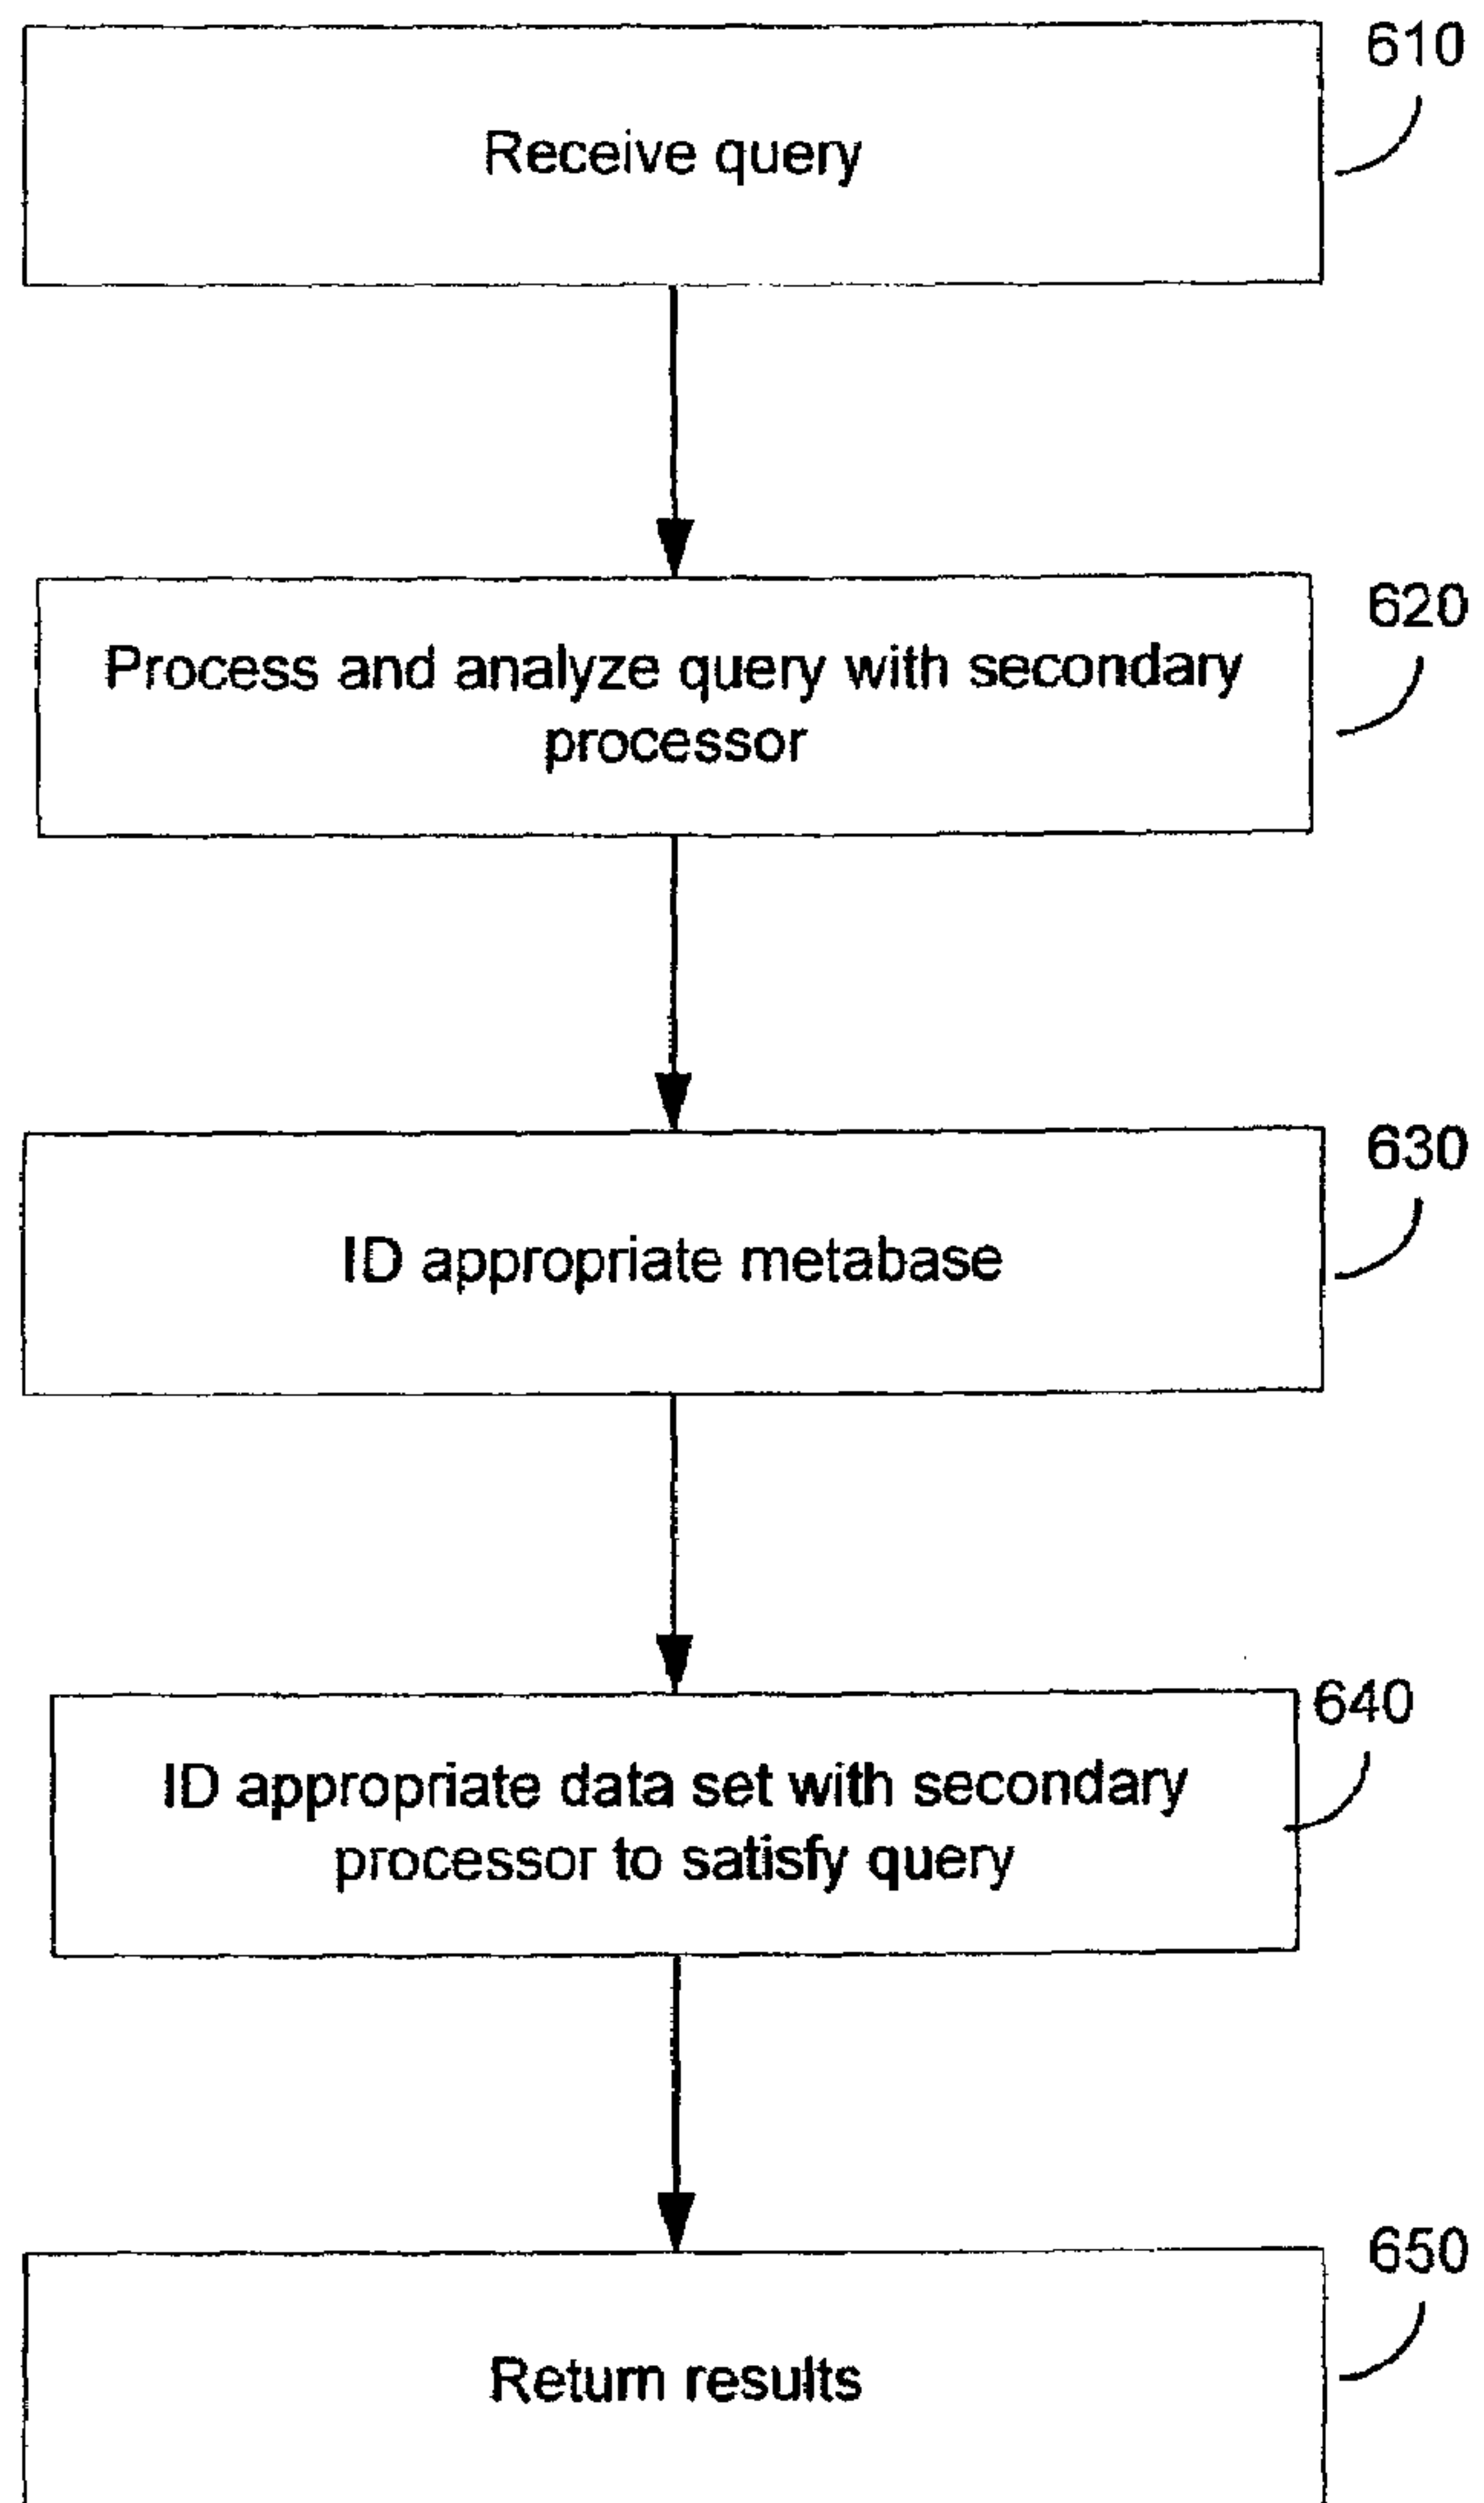 610
Receive query
620
Process and analyze query with secondary
processor
630
ID appropriate metabase
640
ID appropriate data set with secondary
processor to satisfy query
650
Return results